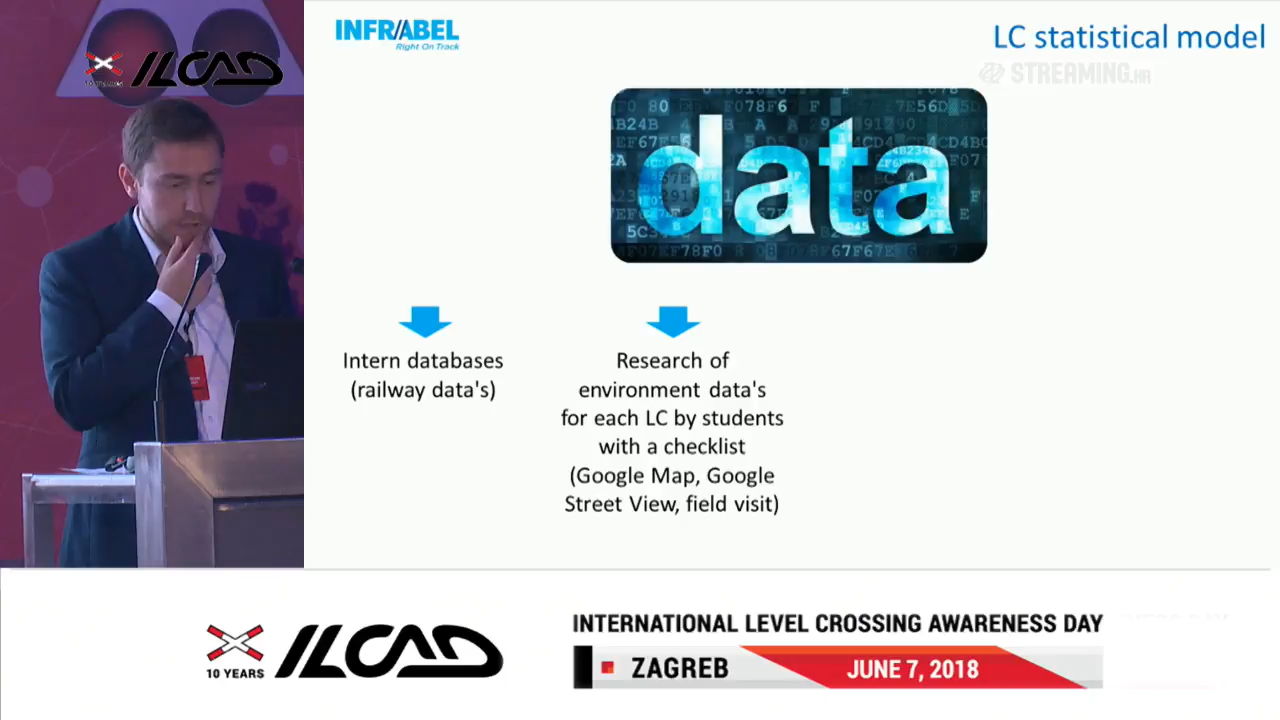 ILCAD
INFRABEL
Right On Track
LC statistical model
STREAMING.HR
data
Intern databases
(railway data's)
Research of
environment data's
for each LC by students
with a checklist
(Google Map, Google
Street View, field visit)
10 YEARS
ILCAD
INTERNATIONAL LEVEL CROSSING AWARENESS DAY
ZAGREB
JUNE 7, 2018